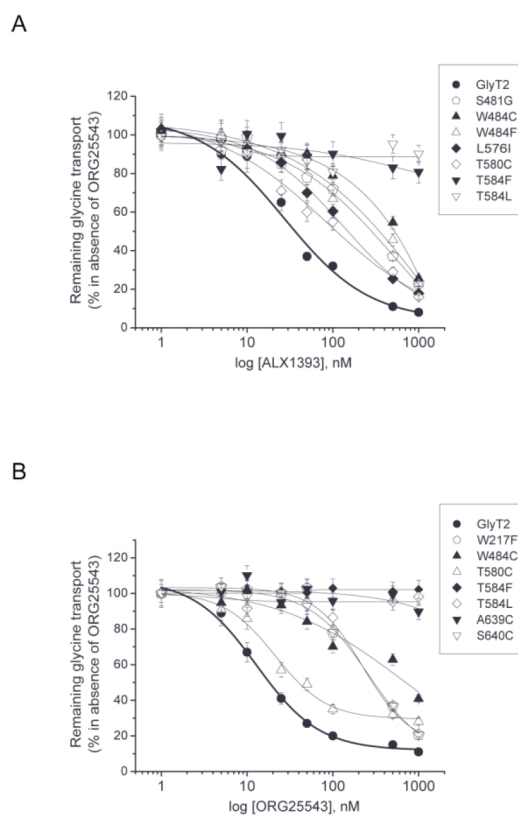 A
GlyT2
S481G
W484C
W484F
L576I
T580C
T584F
T584L
120
100
80
60
40
20
0
Remaining glycine transport
(% in absence of ORG25543)
1
10
100
1000
log [ALX1393], nM
B
GlyT2
W217F
W484C
T580C
T584F
T584L
A639C
S640C
120
100
80
60
40
20
0
Remaining glycine transport
(% in absence of ORG25543)
1
10
100
1000
log [ORG25543], nM